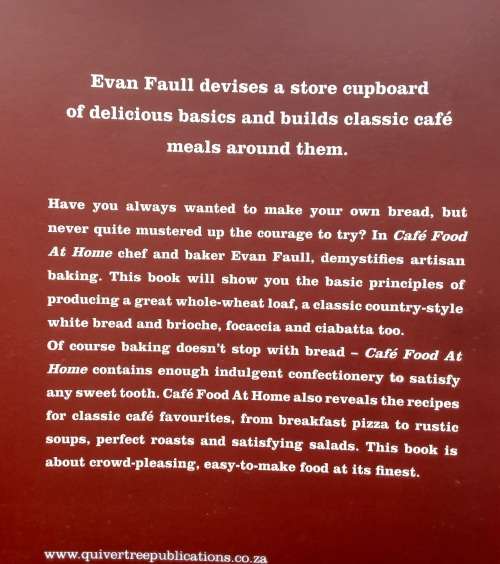 Evan Faull devises a store cupboard
of delicious basics and builds classic café
meals around them.
Have you always wanted to make your own bread, but
never quite mustered up the courage to try? In Café Food
At Home chef and baker Evan Faull, demystifies artisan
baking. This book will show you the basic principles of
producing a great whole-wheat loaf, a classic country-style
white bread and brioche, focaccia and ciabatta too.
Of course baking doesn't stop with bread – Café Food At
Home contains enough indulgent confectionery to satisfy
any sweet tooth. Café Food At Home also reveals the recipes
for classic café favourites, from breakfast pizza to rustic
soups, perfect roasts and satisfying salads. This book is
about crowd-pleasing, easy-to-make food at its finest.
www.quivertreepublications.co.za